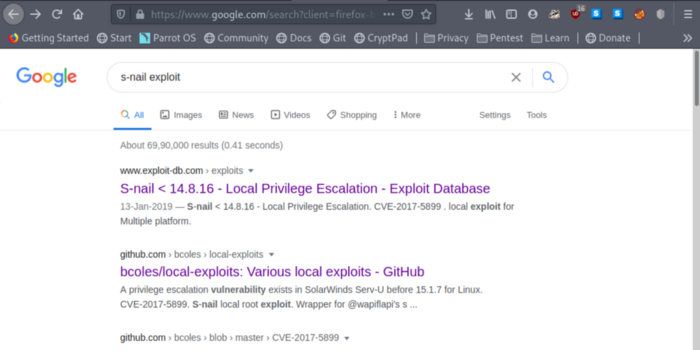 https://www.google.com/search?client=firefox-b
16
Getting Started Start Parrot OS Community Docs Git CryptPad Privacy Pentest Learn Donate
Google
s-nail exploit
All Images News Videos Shopping More Settings Tools
About 69,90,000 results (0.41 seconds)
www.exploit-db.com › exploits
S-nail < 14.8.16 - Local Privilege Escalation - Exploit Database
13-Jan-2019 — S-nail < 14.8.16 - Local Privilege Escalation. CVE-2017-5899 . local exploit for
Multiple platform.
github.com › bcoles › local-exploits
bcoles/local-exploits: Various local exploits - GitHub
A privilege escalation vulnerability exists in SolarWinds Serv-U before 15.1.7 for Linux.
CVE-2017-5899. S-nail local root exploit. Wrapper for @wapiflapi's s ...
github.com › bcoles › blob › master › CVE-2017-5899